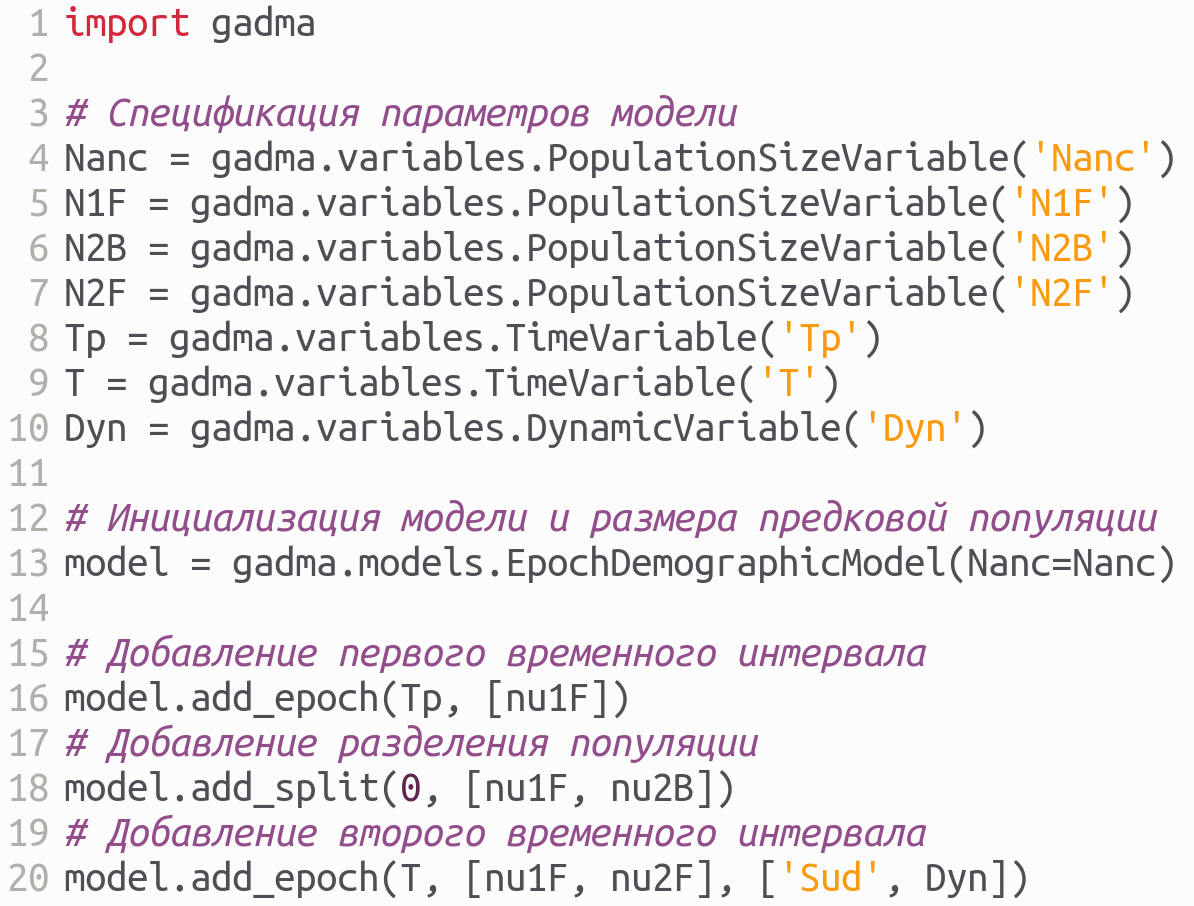 1 import gadma
2
3 # Спецификация параметров модели
4 Nanc = gadma.variables.PopulationSizeVariable('Nanc')
5 N1F = gadma.variables.PopulationSizeVariable('N1F')
6 N2B = gadma.variables.PopulationSizeVariable('N2B')
7 N2F = gadma.variables.PopulationSizeVariable('N2F')
8 Tp = gadma.variables.TimeVariable('Tp')
9 T = gadma.variables.TimeVariable('T')
10 Dyn = gadma.variables.DynamicVariable('Dyn')
11
12 # Инициализация модели и размера предковой популяции
13 model = gadma.models.EpochDemographicModel(Nanc=Nanc)
14
15 # Добавление первого временного интервала
16 model.add_epoch(Tp, [nu1F])
17 # Добавление разделения популяции
18 model.add_split(0, [nu1F, nu2B])
19 # Добавление второго временного интервала
20 model.add_epoch(T, [nu1F, nu2F], ['Sud', Dyn])